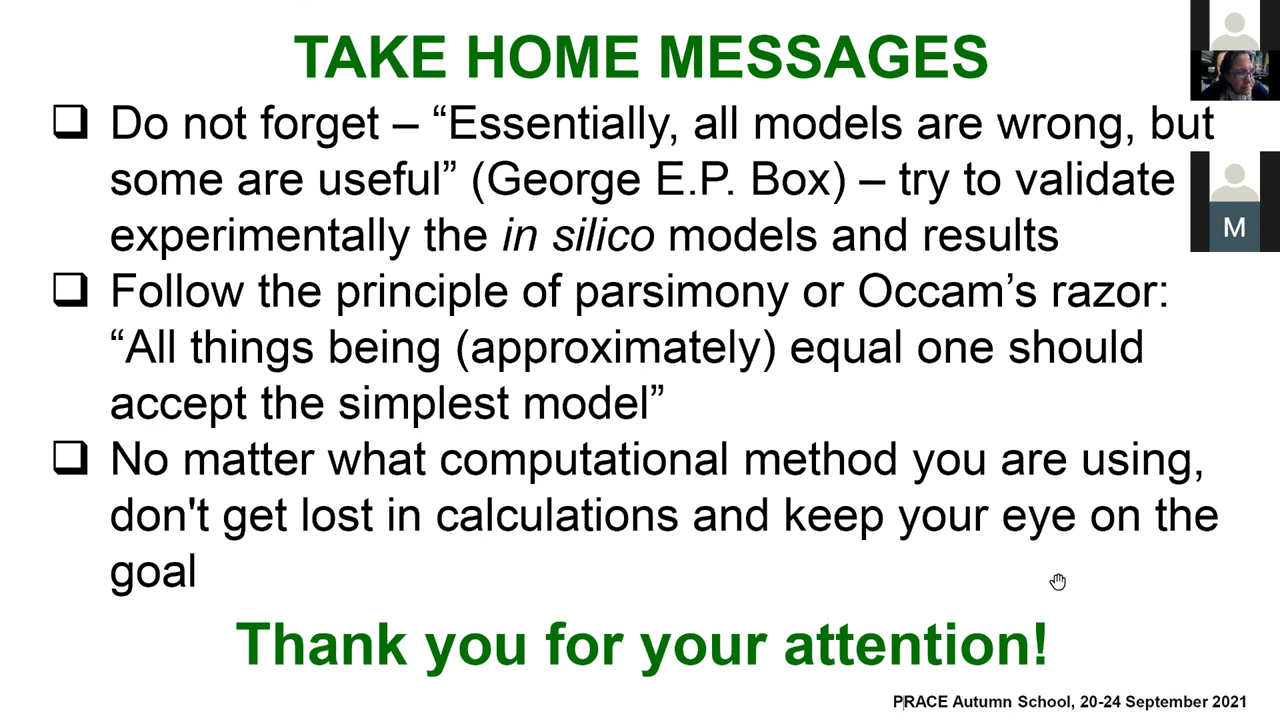 TAKE HOME MESSAGES
❑ Do not forget – “Essentially, all models are wrong, but
some are useful” (George E.P. Box) – try to validate
experimentally the in silico models and results
❑ Follow the principle of parsimony or Occam’s razor:
“All things being (approximately) equal one should
accept the simplest model”
❑ No matter what computational method you are using,
don't get lost in calculations and keep your eye on the
goal
Thank you for your attention!
PRACE Autumn School, 20-24 September 2021
M